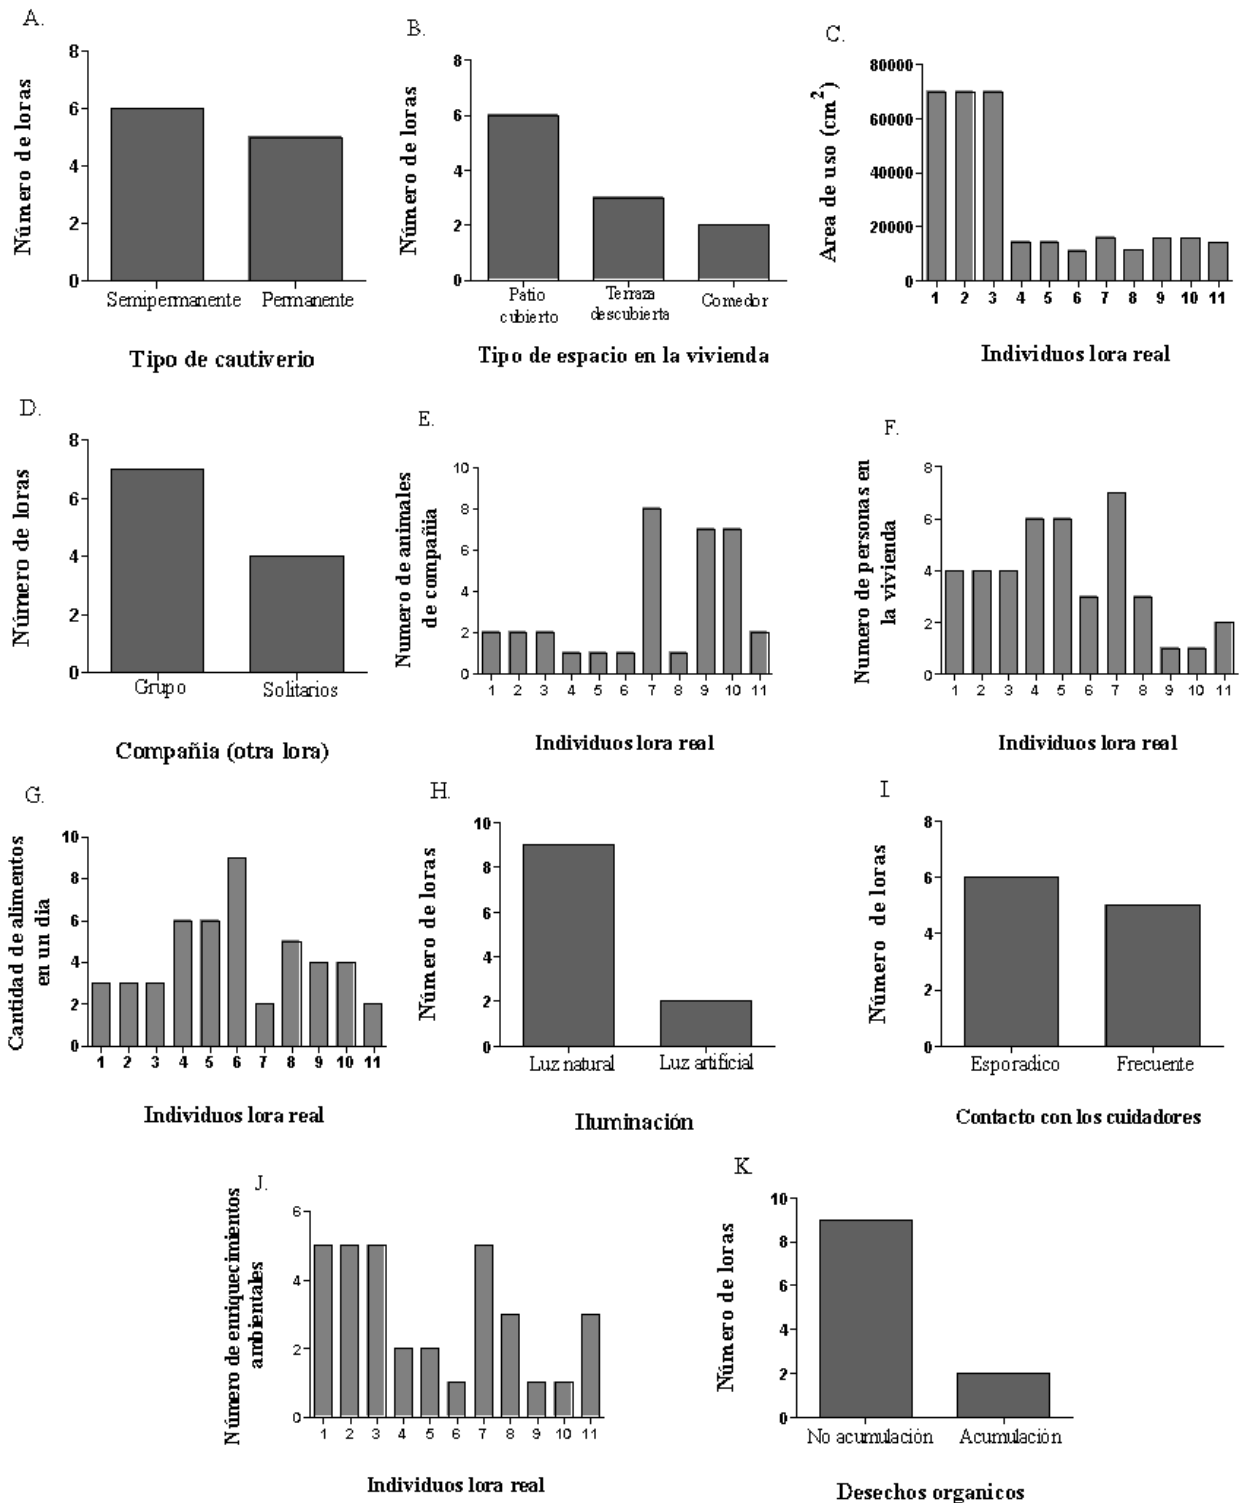 A.
Número de loras
8
6
4
2
0
Semipermanente Permanente
Tipo de cautiverio
B.
Número de loras
8
6
4
2
0
Patio cubierto
Terraza descubierta
Comedor
Tipo de espacio en la vivienda
C.
Area de uso (cm²)
80000
60000
40000
20000
0
1 2 3 4 5 6 7 8 9 10 11
Individuos lora real
D.
Número de loras
8
6
4
2
0
Grupo Solitarios
Compañia (otra lora)
E.
Numero de animales
de compañia
10
8
6
4
2
0
1 2 3 4 5 6 7 8 9 10 11
Individuos lora real
F.
Numero de personas en
la vivienda
8
6
4
2
0
1 2 3 4 5 6 7 8 9 10 11
Individuos lora real
G.
Cantidad de alimentos
en un dia
10
8
6
4
2
0
1 2 3 4 5 6 7 8 9 10 11
Individuos lora real
H.
Número de loras
10
8
6
4
2
0
Luz natural Luz artificial
Iluminación
I
Número de loras
8
6
4
2
0
Esporadico Frecuente
Contacto con los cuidadores
J.
Número de enriquecimientos
ambientales
6
4
2
0
1 2 3 4 5 6 7 8 9 10 11
Individuos lora real
K.
Número de loras
10
8
6
4
2
0
No acumulación Acumulación
Desechos organicos